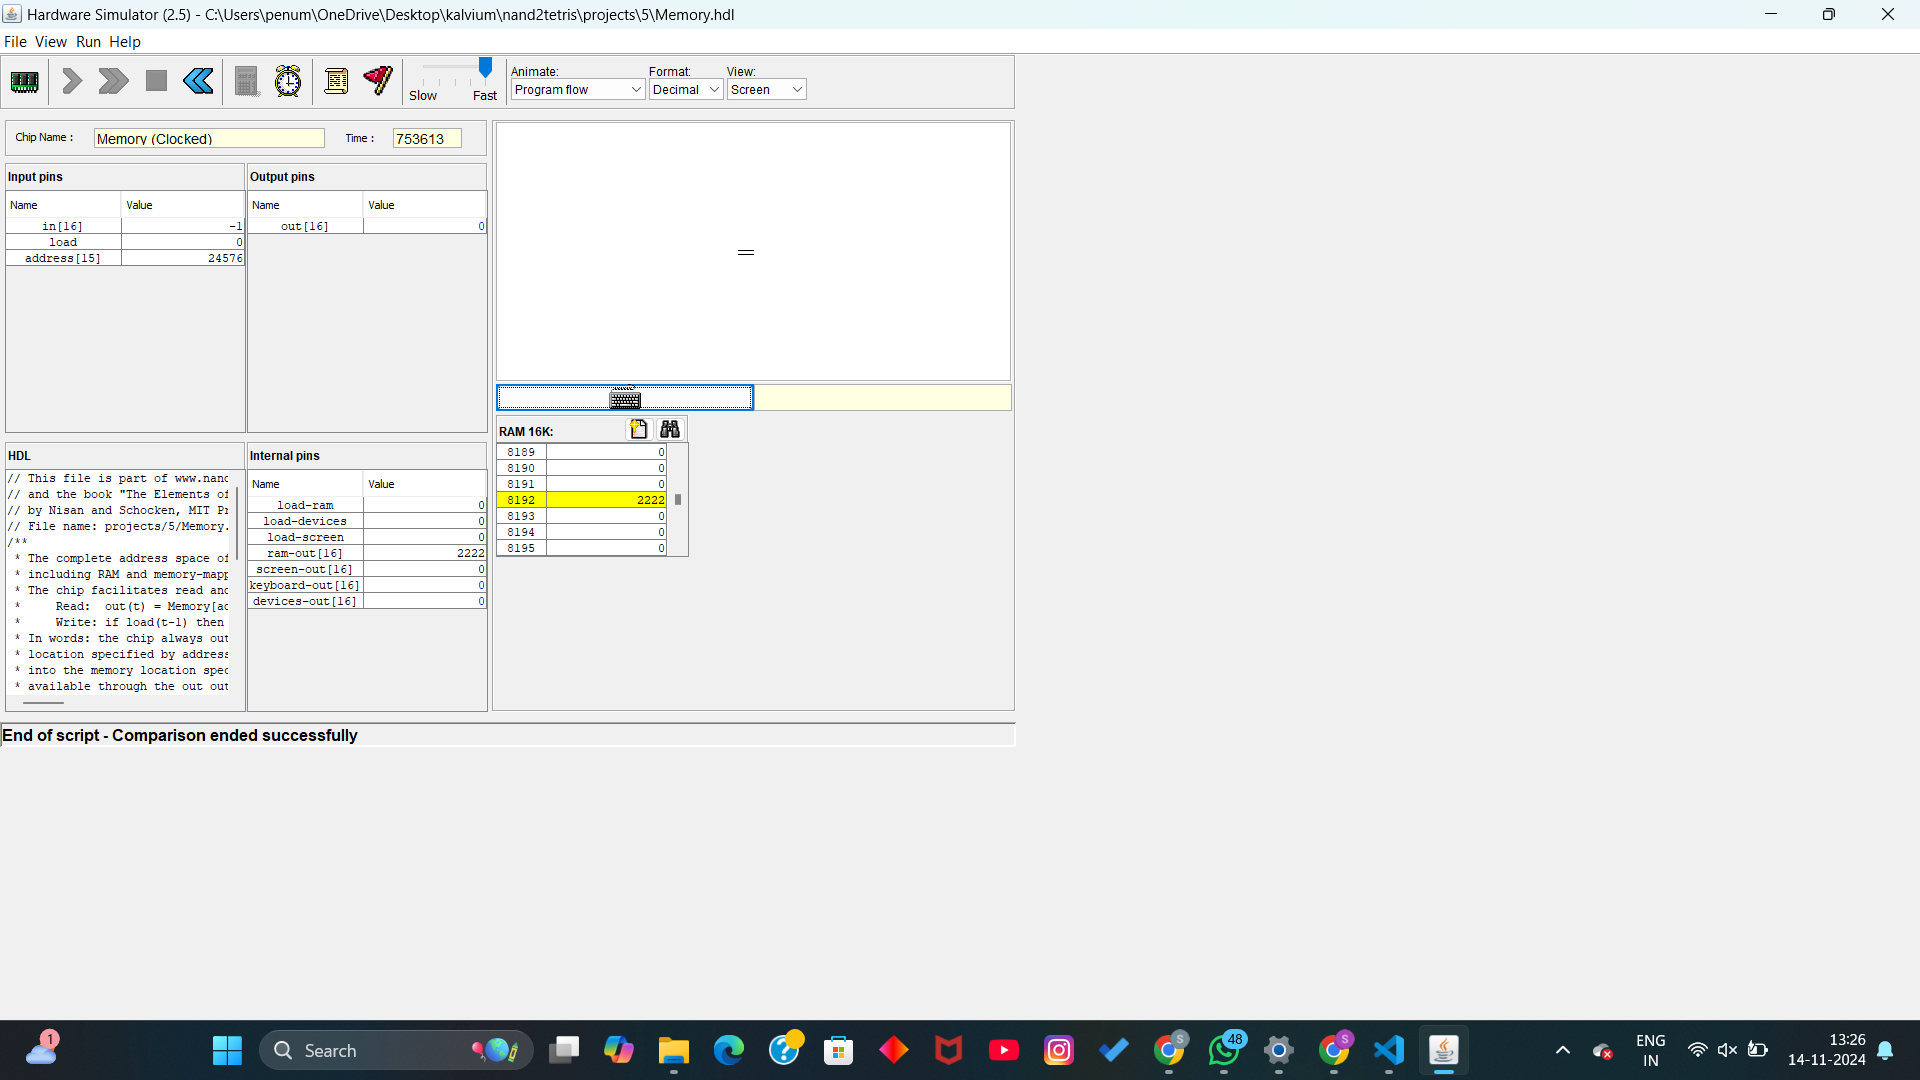 Hardware Simulator (2.5) - C:\Users\penum\OneDrive\Desktop\kalvium\nand2tetris\projects\5\Memory.hdl
File View Run Help
Slow Fast
Animate: Format: View:
Program flow Decimal Screen
Chip Name : Memory (Clocked) Time : 753613
Input pins
Name Value
in[16] -1
load 0
address[15] 24576
Output pins
Name Value
out[16] 0
HDL
// This file is part of www.nand
// and the book "The Elements of
// by Nisan and Schocken, MIT Pr
// File name: projects/5/Memory.
/**
* The complete address space of
* including RAM and memory-mapp
* The chip facilitates read and
* Read: out(t) = Memory[ad
* Write: if load(t-1) then
* In words: the chip always out
* location specified by address
* into the memory location spec
* available through the out out
Internal pins
Name Value
load-ram 0
load-devices 0
load-screen 0
ram-out[16] 2222
screen-out[16] 0
keyboard-out[16] 0
devices-out[16] 0
RAM 16K:
8189 0
8190 0
8191 0
8192 2222
8193 0
8194 0
8195 0
End of script - Comparison ended successfully
1
Search
S
48
S
ENG
IN
13:26
14-11-2024